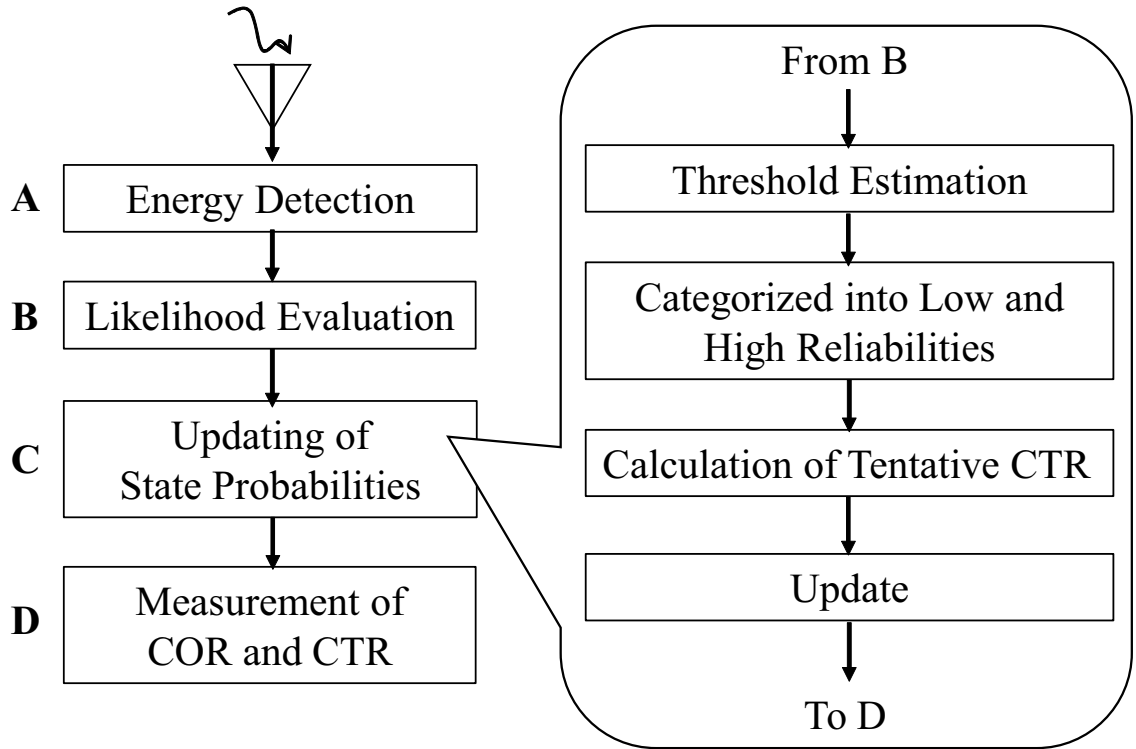 A
Energy Detection
B
Likelihood Evaluation
C
Updating of
State Probabilities
D
Measurement of
COR and CTR
From B
Threshold Estimation
Categorized into Low and
High Reliabilities
Calculation of Tentative CTR
Update
To D